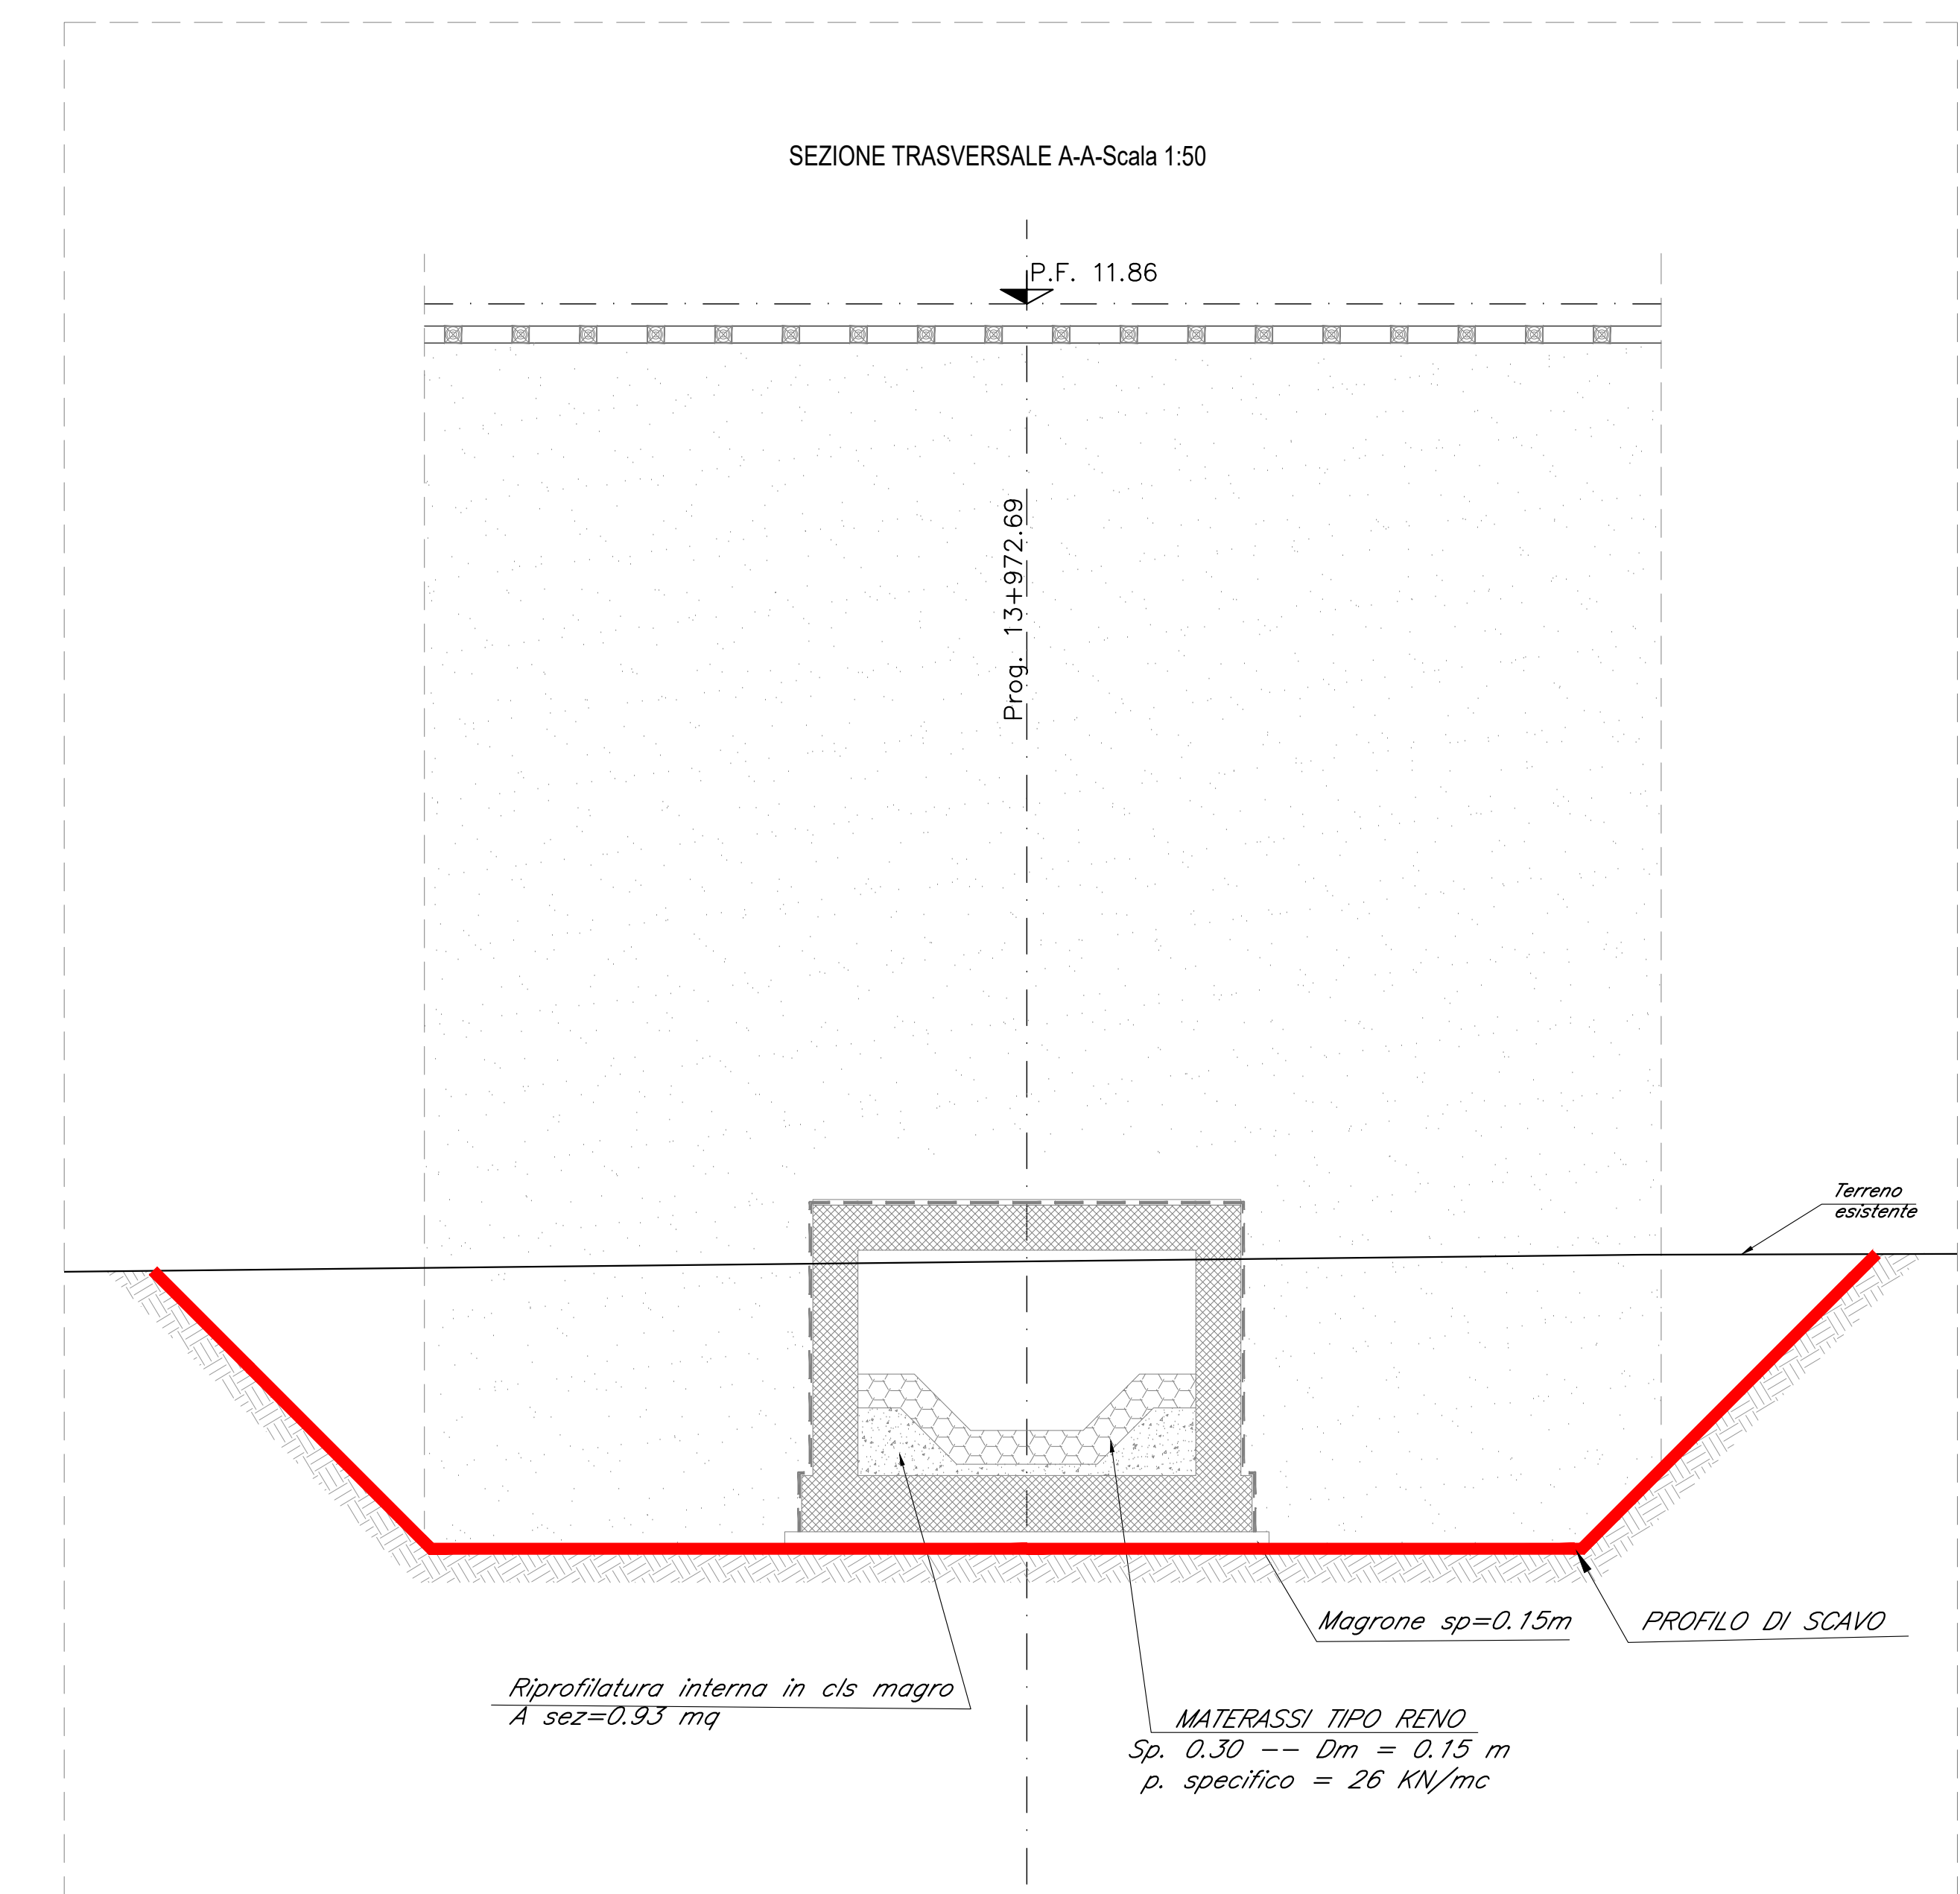 SEZIONE TRASVERSALE A-A-Scala 1:50
P.F. 11.86
Prog. 13+972.69
Terreno
esistente
Magrone sp=0.15m
PROFILO DI SCAVO
Riprofilatura interna in cls magro
A sez=0.93 mq
MATERASSI TIPO RENO
Sp. 0.30 -- Dm = 0.15 m
p. specifico = 26 KN/mc